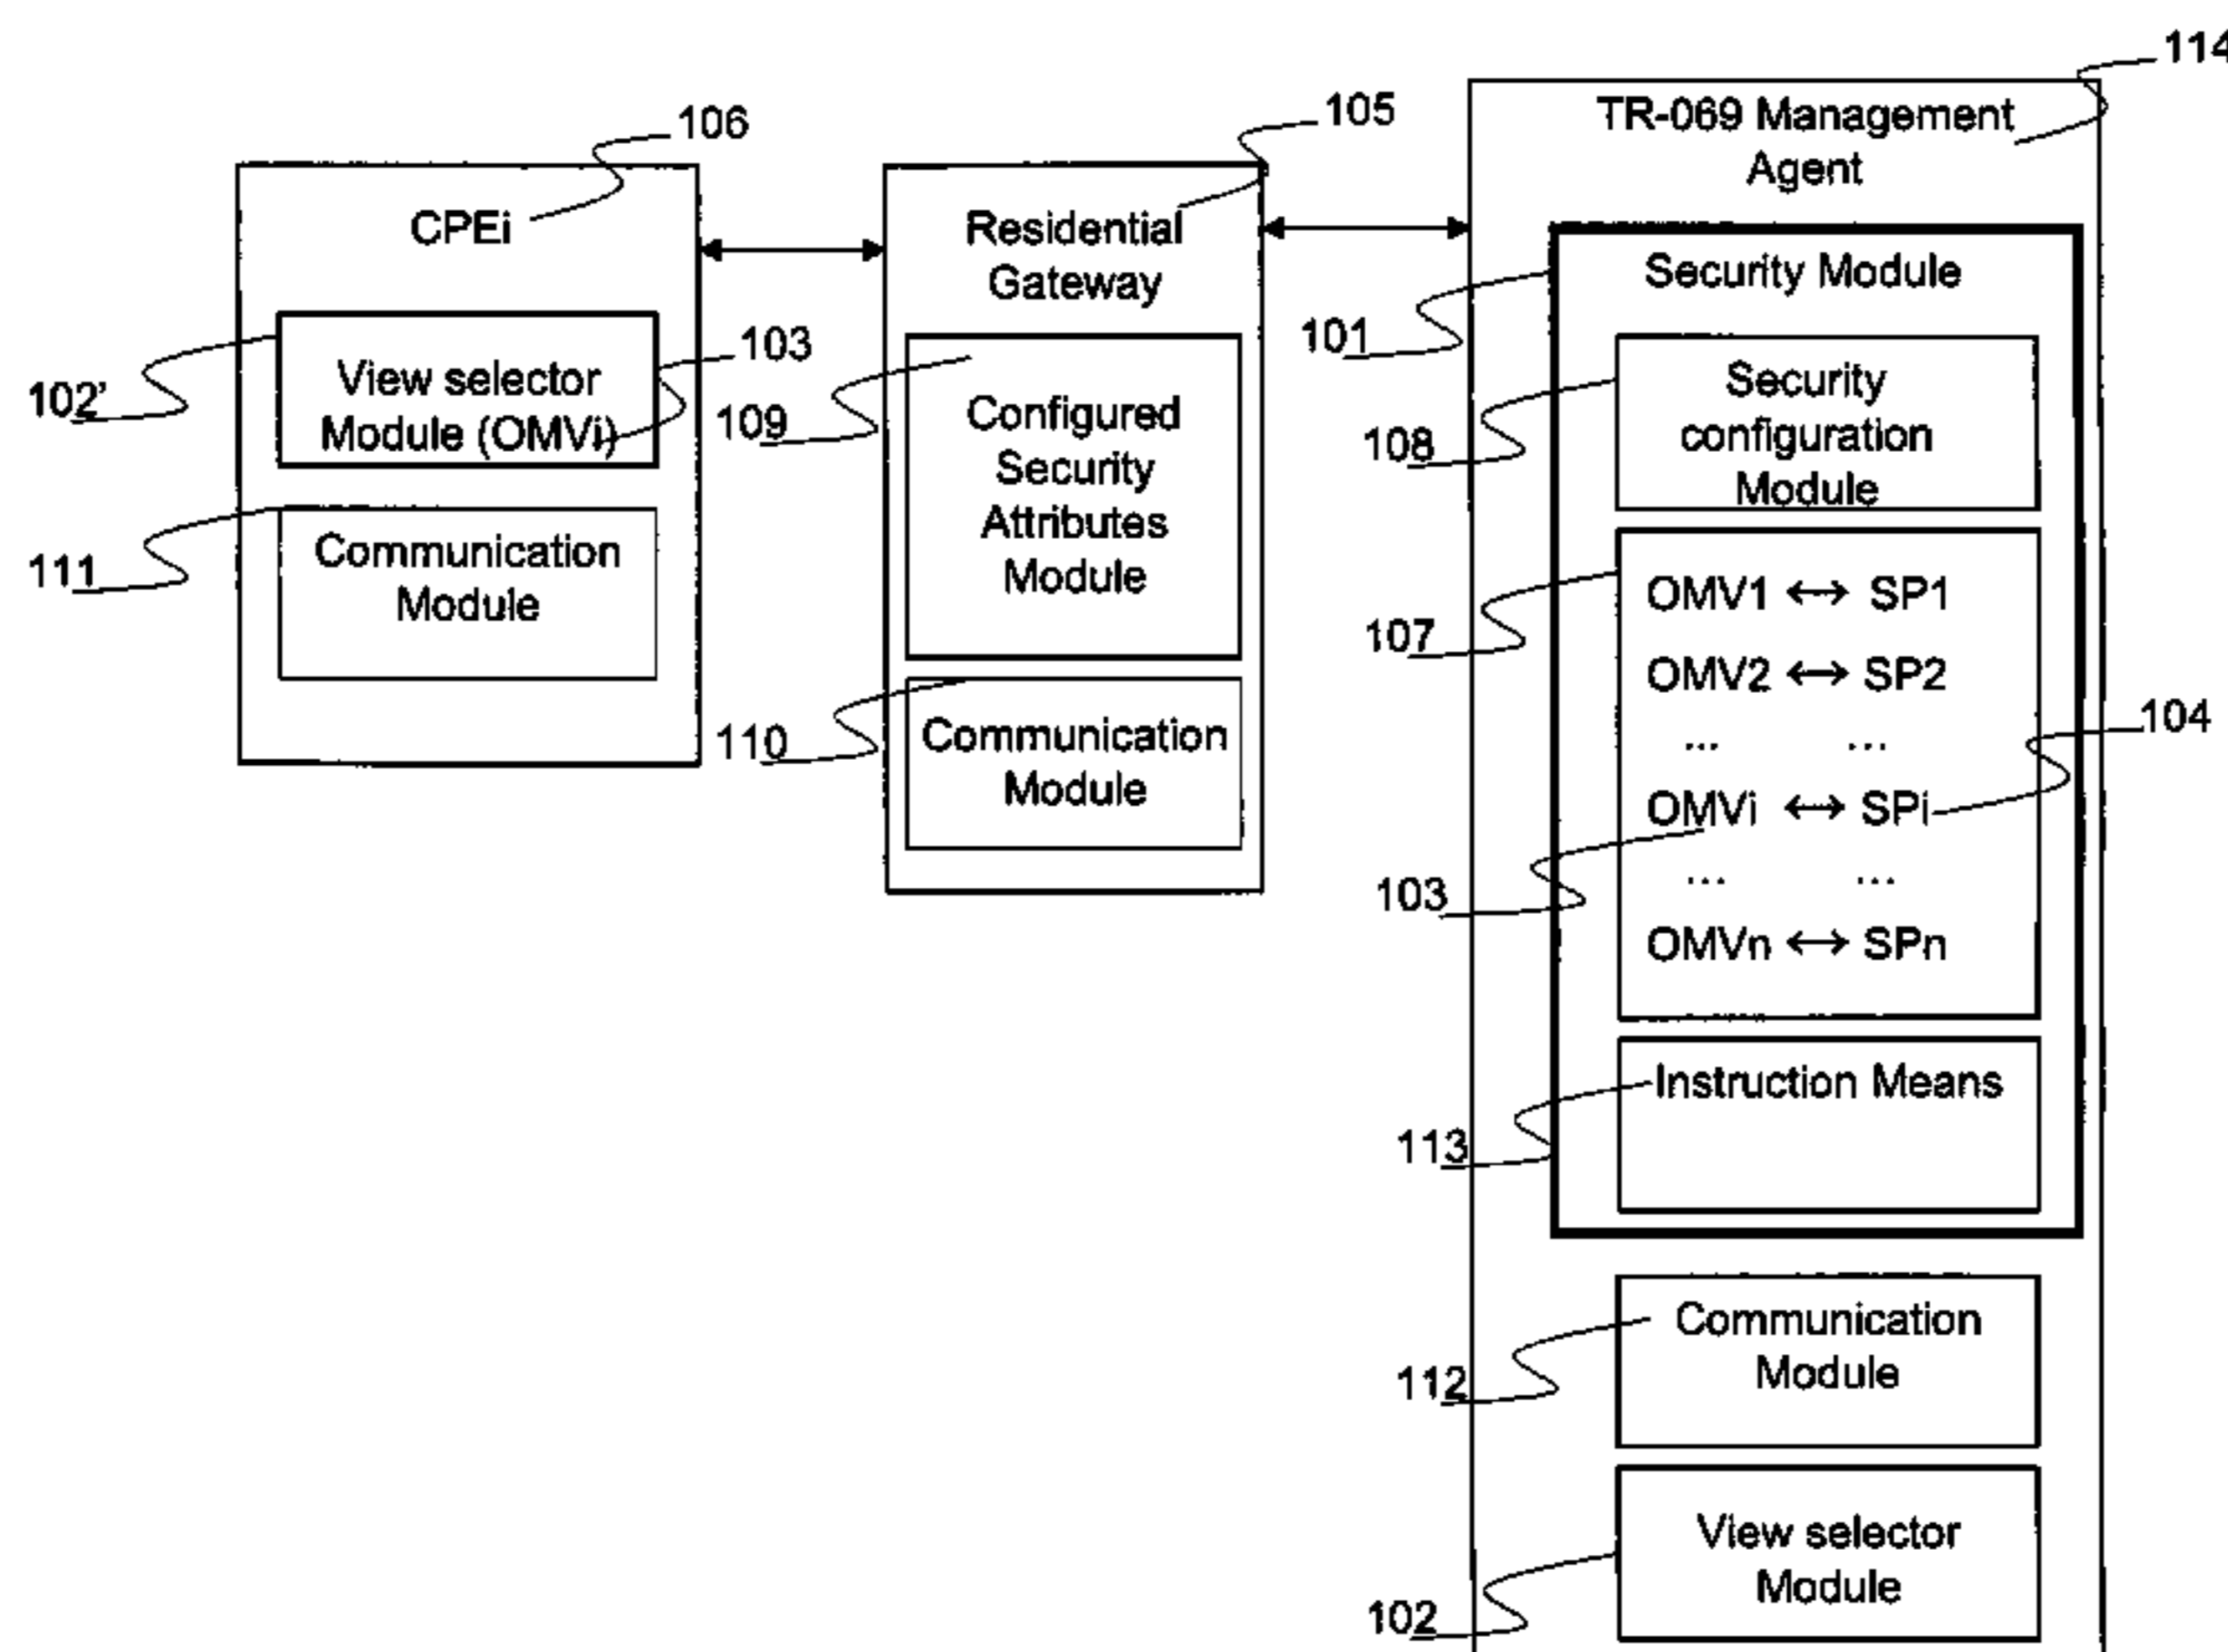 114
TR-069 Management
Agent
106
105
CPEi
Residential
Gateway
Security Module
101
102'
View selector
Module (OMVi)
103
109
Configured
Security
Attributes
Module
108
Security
configuration
Module
111
Communication
Module
110
Communication
Module
107
OMV1 ↔ SP1
OMV2 ↔ SP2
... ...
104
OMVi ↔ SPi
103
... ...
OMVn ↔ SPn
Instruction Means
113
Communication
Module
112
View selector
Module
102